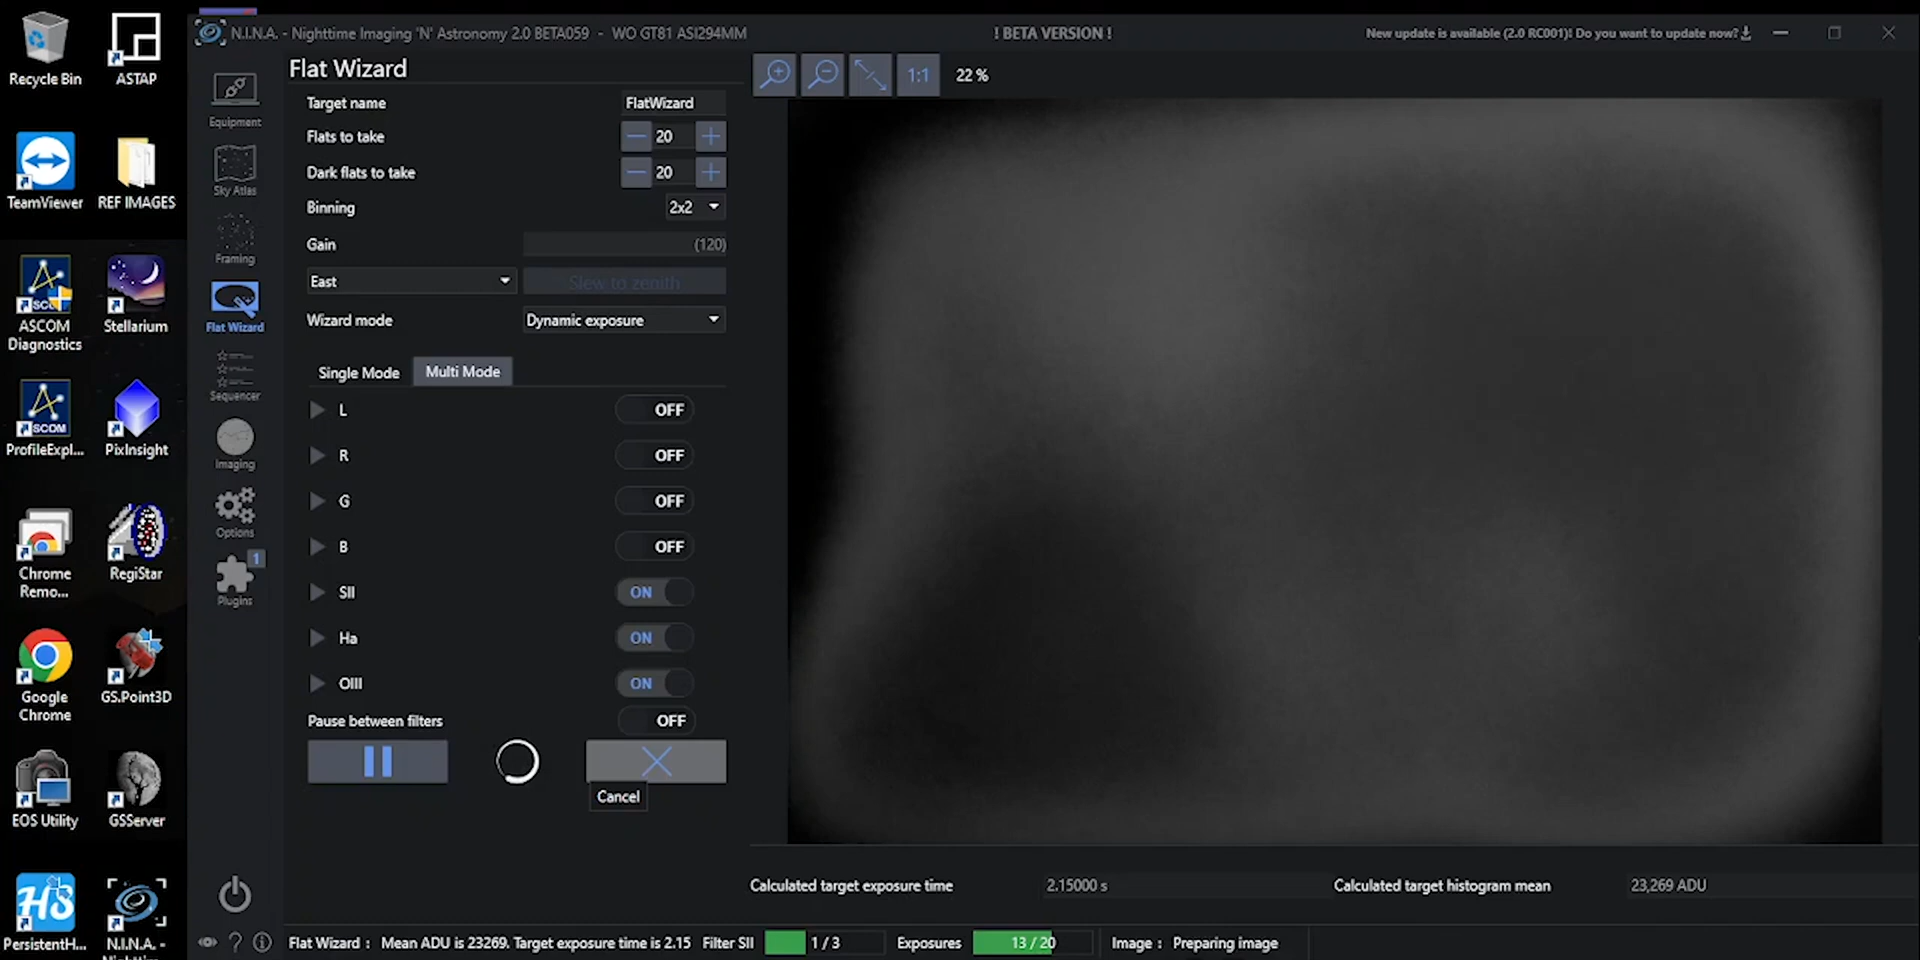 Recycle Bin
ASTAP
TeamViewer
REF IMAGES
ASCOM
Diagnostics
Stellarium
ProfileExpl...
PixInsight
Chrome
Remo...
RegiStar
Google
Chrome
GS.Point3D
EOS Utility
GSServer
PersistentH...
N.I.N.A. -
N.I.N.A. - Nighttime Imaging 'N' Astronomy 2.0 BETA059 - WO GT81 ASI294MM
! BETA VERSION !
New update is available (2.0 RC001)! Do you want to update now?
Equipment
Sky Atlas
Framing
Flat Wizard
Sequencer
Imaging
Options
1
Plugins
Flat Wizard
Target name FlatWizard
Flats to take 20
Dark flats to take 20
Binning 2x2
Gain (120)
East Slew to zenith
Wizard mode Dynamic exposure
Single Mode Multi Mode
L OFF
R OFF
G OFF
B OFF
SII ON
Ha ON
OIII ON
Pause between filters OFF
Cancel
1:1 22 %
Calculated target exposure time 2.15000 s Calculated target histogram mean 23,269 ADU
Flat Wizard : Mean ADU is 23269. Target exposure time is 2.15 Filter SII 1 / 3 Exposures 13 / 20 Image : Preparing image